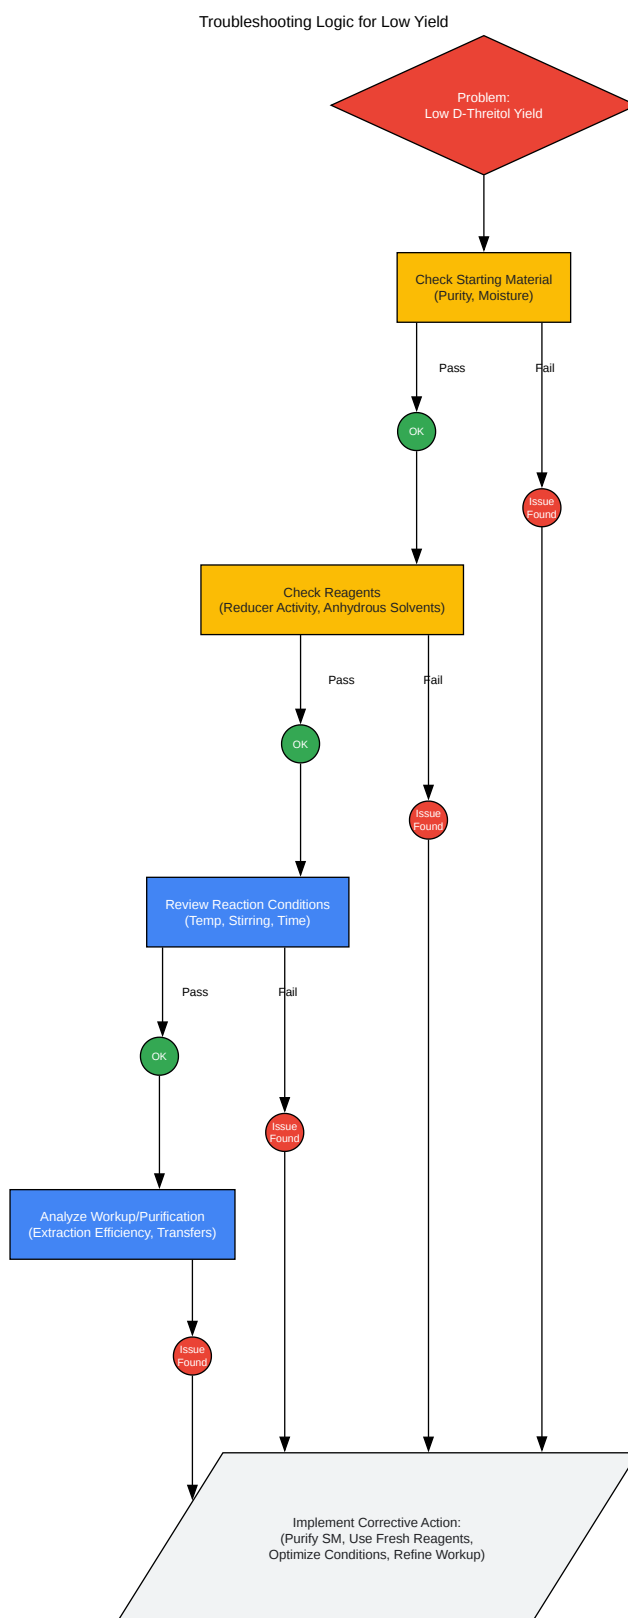 Troubleshooting Logic for Low Yield
Problem:
Low D-Threitol Yield
Check Starting Material
(Purity, Moisture)
Pass
Fail
OK
Issue
Found
Check Reagents
(Reducer Activity, Anhydrous Solvents)
Pass
Fail
OK
Issue
Found
Review Reaction Conditions
(Temp, Stirring, Time)
Pass
Fail
OK
Issue
Found
Analyze Workup/Purification
(Extraction Efficiency, Transfers)
Issue
Found
Implement Corrective Action:
(Purify SM, Use Fresh Reagents,
Optimize Conditions, Refine Workup)